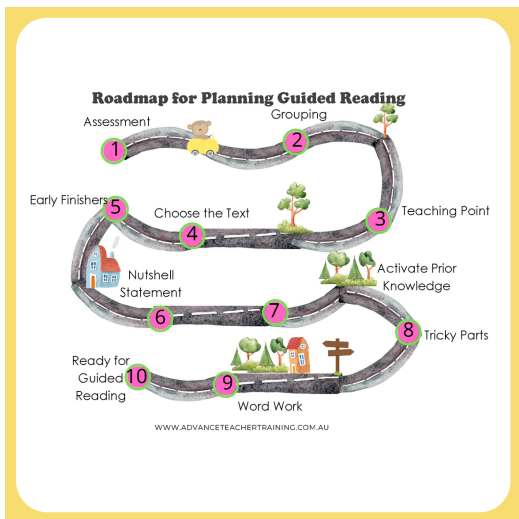 Roadmap for Planning Guided Reading
Assessment
1
Grouping
2
3
Teaching Point
Choose the Text
4
Early Finishers
5
Nutshell
Statement
6
7
Activate Prior
Knowledge
8
Tricky Parts
9
Word Work
10
Ready for
Guided
Reading
WWW.ADVANCETEACHERTRAINING.COM.AU